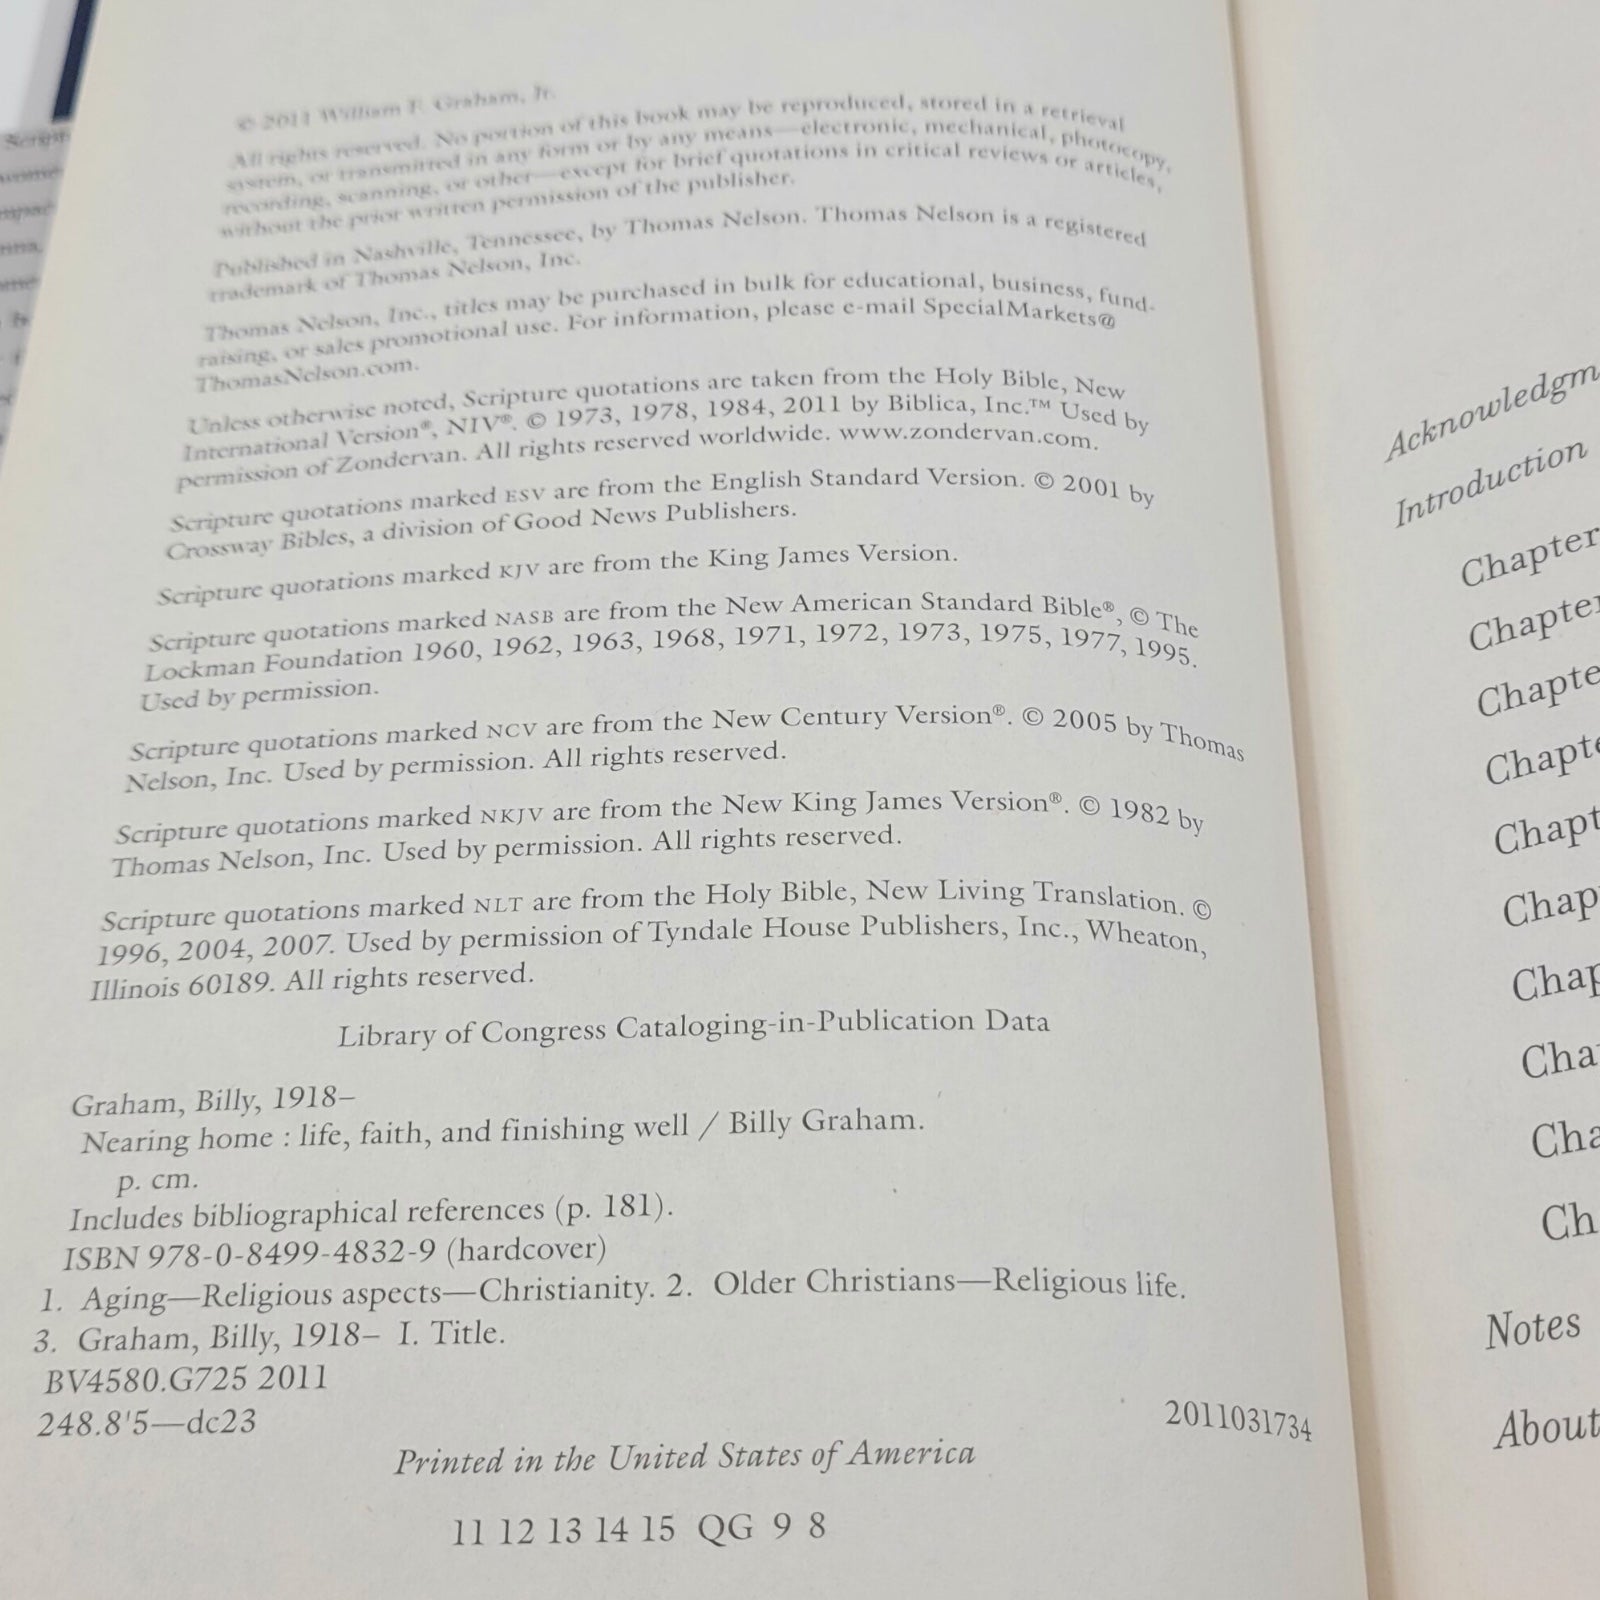 © 2011 William F. Graham, Jr.
All rights reserved. No portion of this book may be reproduced, stored in a retrieval
system, or transmitted in any form or by any means—electronic, mechanical, photocopy,
recording, scanning, or other—except for brief quotations in critical reviews or articles,
without the prior written permission of the publisher.
Published in Nashville, Tennessee, by Thomas Nelson. Thomas Nelson is a registered
trademark of Thomas Nelson, Inc.
Thomas Nelson, Inc., titles may be purchased in bulk for educational, business, fund-
raising, or sales promotional use. For information, please e-mail SpecialMarkets@
ThomasNelson.com.
Unless otherwise noted, Scripture quotations are taken from the Holy Bible, New
International Version®, NIV®. © 1973, 1978, 1984, 2011 by Biblica, Inc.™ Used by
permission of Zondervan. All rights reserved worldwide. www.zondervan.com.
Scripture quotations marked ESV are from the English Standard Version. © 2001 by
Crossway Bibles, a division of Good News Publishers.
Scripture quotations marked KJV are from the King James Version.
Scripture quotations marked NASB are from the New American Standard Bible®, © The
Lockman Foundation 1960, 1962, 1963, 1968, 1971, 1972, 1973, 1975, 1977, 1995.
Used by permission.
Scripture quotations marked NCV are from the New Century Version®. © 2005 by Thomas
Nelson, Inc. Used by permission. All rights reserved.
Scripture quotations marked NKJV are from the New King James Version®. © 1982 by
Thomas Nelson, Inc. Used by permission. All rights reserved.
Scripture quotations marked NLT are from the Holy Bible, New Living Translation. ©
1996, 2004, 2007. Used by permission of Tyndale House Publishers, Inc., Wheaton,
Illinois 60189. All rights reserved.
Library of Congress Cataloging-in-Publication Data
Graham, Billy, 1918–
Nearing home : life, faith, and finishing well / Billy Graham.
p. cm.
Includes bibliographical references (p. 181).
ISBN 978-0-8499-4832-9 (hardcover)
1. Aging—Religious aspects—Christianity. 2. Older Christians—Religious life.
3. Graham, Billy, 1918– I. Title.
BV4580.G725 2011
248.8'5—dc23
2011031734
Printed in the United States of America
11 12 13 14 15 QG 9 8
Acknowledgm
Introduction
Chapter
Chapter
Chapte
Chapte
Chapt
Chap
Chap
Cha
Cha
Ch
Notes
About